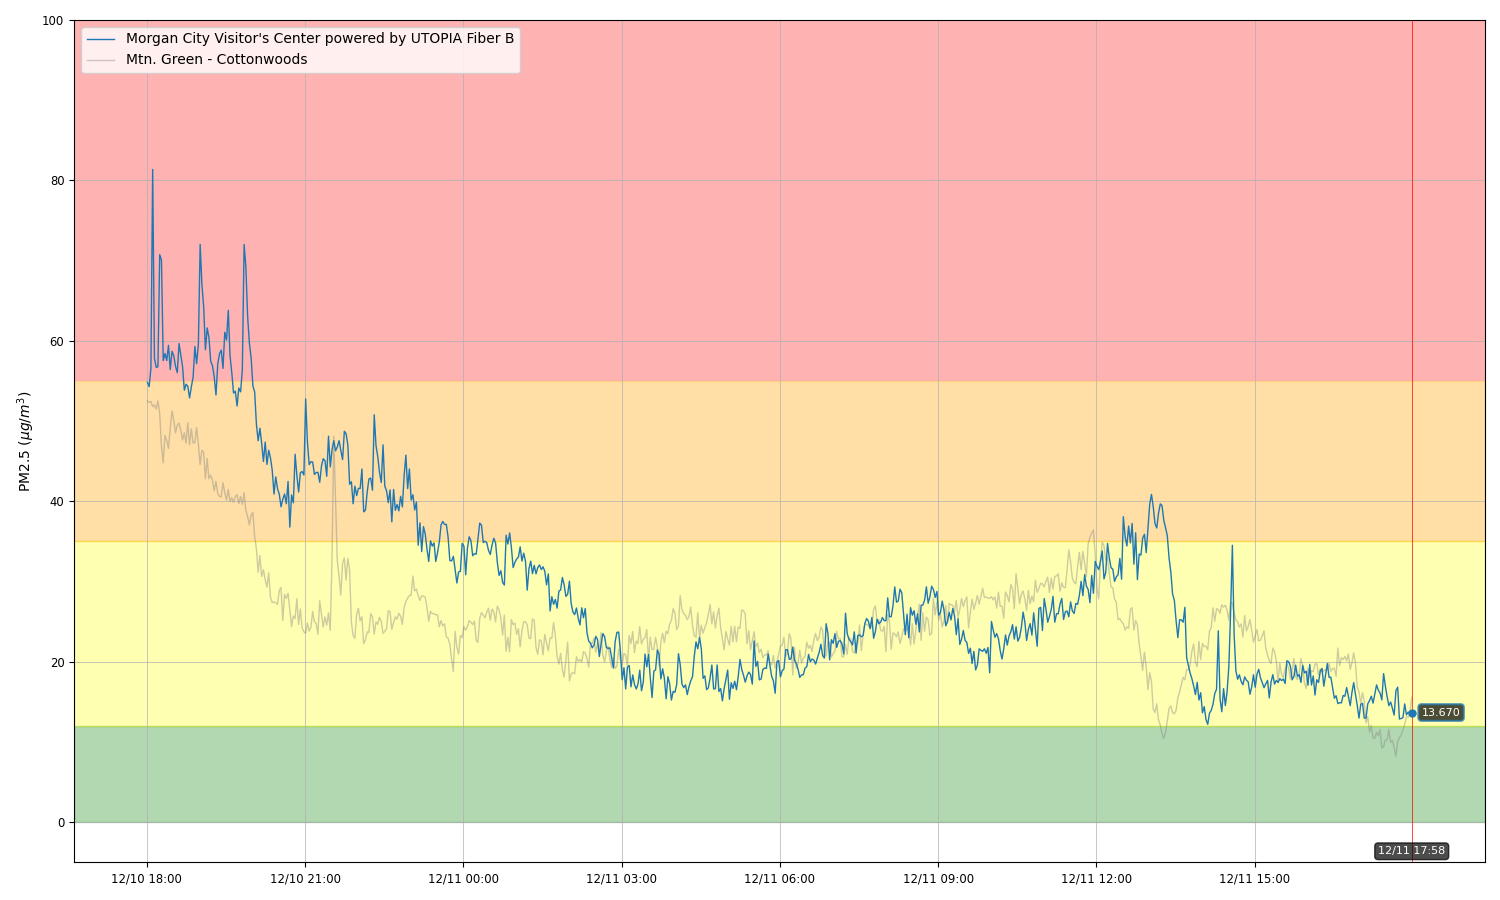 100
Morgan City Visitor's Center powered by UTOPIA Fiber B
Mtn. Green - Cottonwoods
80
60
PM2.5 (μg/m³)
40
20
13.670
0
12/11 17:58
12/10 18:00 12/10 21:00 12/11 00:00 12/11 03:00 12/11 06:00 12/11 09:00 12/11 12:00 12/11 15:00